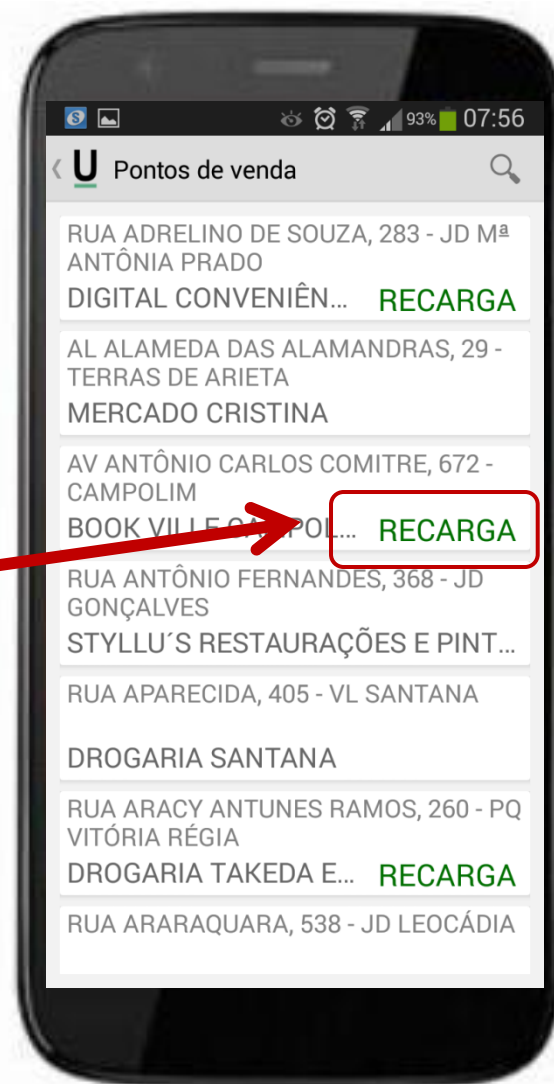 93% 07:56
U Pontos de venda
RUA ADRELINO DE SOUZA, 283 - JD Mª
ANTÔNIA PRADO
DIGITAL CONVENIÊN... RECARGA
AL ALAMEDA DAS ALAMANDRAS, 29 -
TERRAS DE ARIETA
MERCADO CRISTINA
AV ANTÔNIO CARLOS COMITRE, 672 -
CAMPOLIM
BOOK VILLE RECARGA
RUA ANTÔNIO FERNANDES, 368 - JD
GONÇALVES
STYLLU´S RESTAURAÇÕES E PINT...
RUA APARECIDA, 405 - VL SANTANA
DROGARIA SANTANA
RUA ARACY ANTUNES RAMOS, 260 - PQ
VITÓRIA RÉGIA
DROGARIA TAKEDA E... RECARGA
RUA ARARAQUARA, 538 - JD LEOCÁDIA